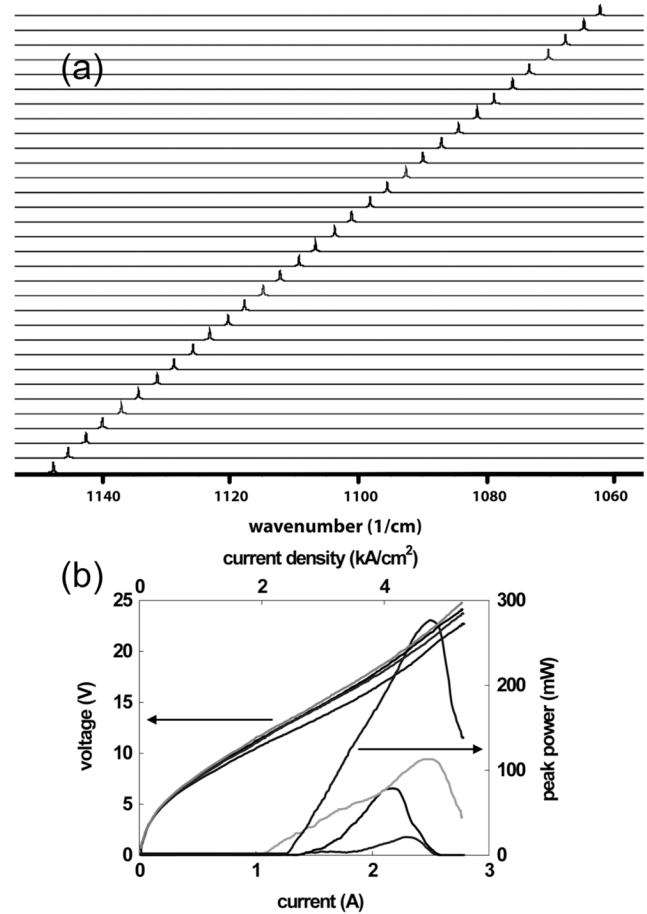 (a)
1140 1120 1100 1080 1060
wavenumber (1/cm)
(b)
current density (kA/cm²)
0 2 4
25 300
20
200
15
10
100
5
0 0
voltage (V)
peak power (mW)
0 1 2 3
current (A)